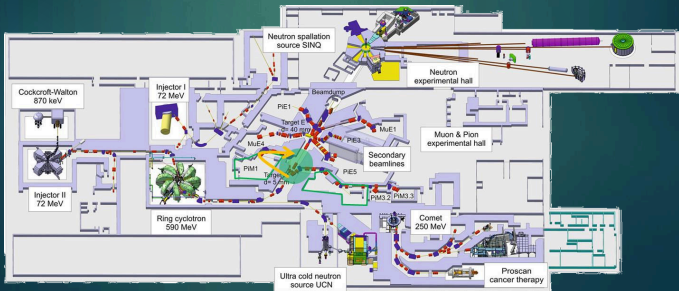 Neutron spallation
source SINQ
Neutron
experimental hall
Cockcroft-Walton
870 keV
Injector I
72 MeV
Beamdump
PiE1
Target E
d= 40 mm
MuE1
MuE4
PiE3
Muon & Pion
experimental hall
Secondary
beamlines
PiM1
Target
d= 5 mm
PiE5
Injector II
72 MeV
PiM3.2
PiM3.3
Ring cyclotron
590 MeV
Comet
250 MeV
Ultra cold neutron
source UCN
Proscan
cancer therapy